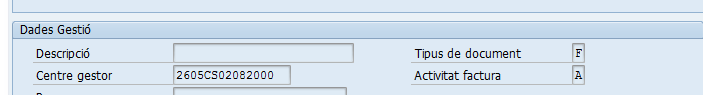 Dades Gestió
Descripció Tipus de document F
Centre gestor 2605CS02082000 Activitat factura A